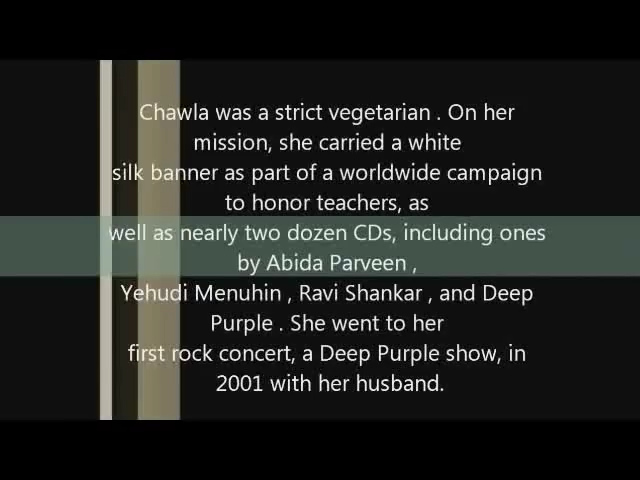 Chawla was a strict vegetarian . On her
mission, she carried a white
silk banner as part of a worldwide campaign
to honor teachers, as
well as nearly two dozen CDs, including ones
by Abida Parveen ,
Yehudi Menuhin , Ravi Shankar , and Deep
Purple . She went to her
first rock concert, a Deep Purple show, in
2001 with her husband.